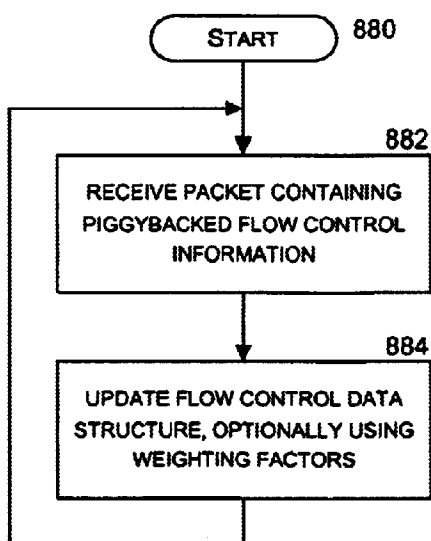 START
880
882
RECEIVE PACKET CONTAINING
PIGGYBACKED FLOW CONTROL
INFORMATION
884
UPDATE FLOW CONTROL DATA
STRUCTURE, OPTIONALLY USING
WEIGHTING FACTORS